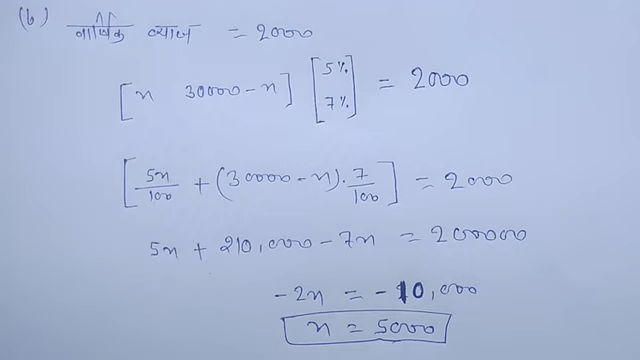 (b) वार्षिक ब्याज = 2000
[x 30000-x] [5% 7%] = 2000
[5x/100 + (30000-x).7/100] = 2000
5x + 210,000 - 7x = 200000
-2x = -10,000
x = 5000